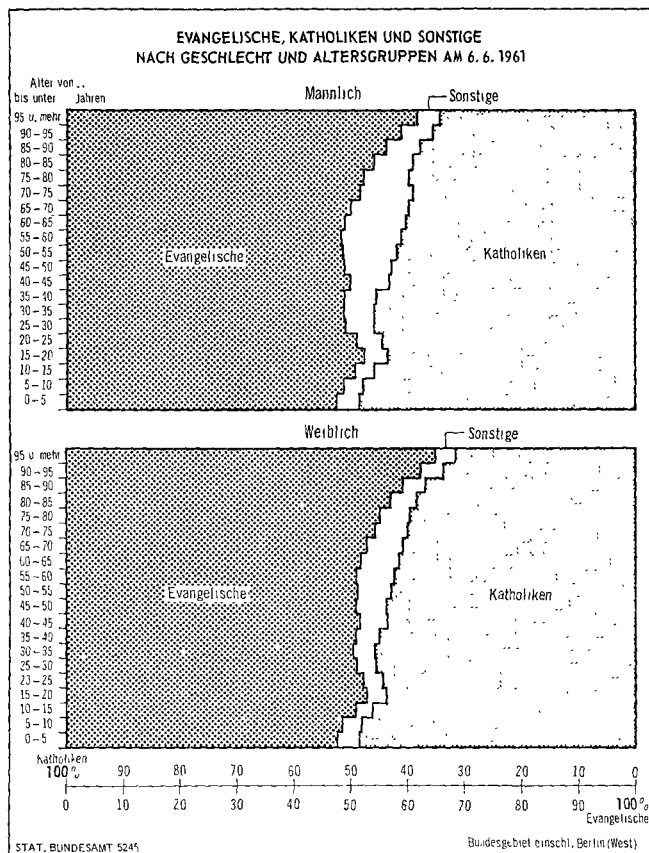 EVANGELISCHE, KATHOLIKEN UND SONSTIGE
NACH GESCHLECHT UND ALTERSGRUPPEN AM 6. 6. 1961
Alter von ..
bis unter .. Jahren
Männlich
Sonstige
95 u. mehr
90 – 95
85 – 90
80 – 85
75 – 80
70 – 75
65 – 70
60 – 65
55 – 60
50 – 55
45 – 50
40 – 45
35 – 40
30 – 35
25 – 30
20 – 25
15 – 20
10 – 15
5 – 10
0 – 5
Evangelische
Katholiken
Weiblich
Sonstige
95 u. mehr
90 – 95
85 – 90
80 – 85
75 – 80
70 – 75
65 – 70
60 – 65
55 – 60
50 – 55
45 – 50
40 – 45
35 – 40
30 – 35
25 – 30
20 – 25
15 – 20
10 – 15
5 – 10
0 – 5
Evangelische
Katholiken
Katholiken
100 % 90 80 70 60 50 40 30 20 10 0
0 10 20 30 40 50 60 70 80 90 100 %
Evangelische
STAT. BUNDESAMT 5245
Bundesgebiet einschl. Berlin (West)